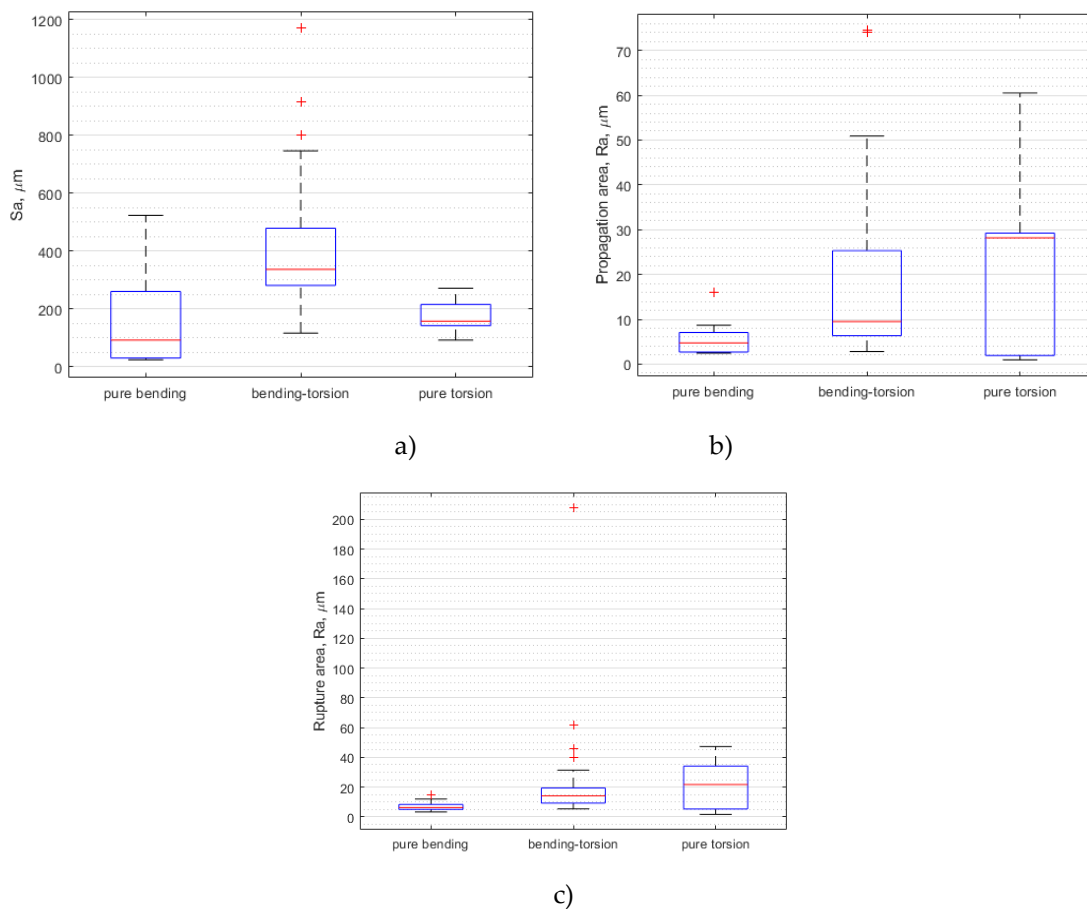 1200
1000
800
600
400
200
0
Sa, μm
pure bending bending-torsion pure torsion
a)
70
60
50
40
30
20
10
0
Propagation area, Ra, μm
pure bending bending-torsion pure torsion
b)
200
180
160
140
120
100
80
60
40
20
0
Rupture area, Ra, μm
pure bending bending-torsion pure torsion
c)